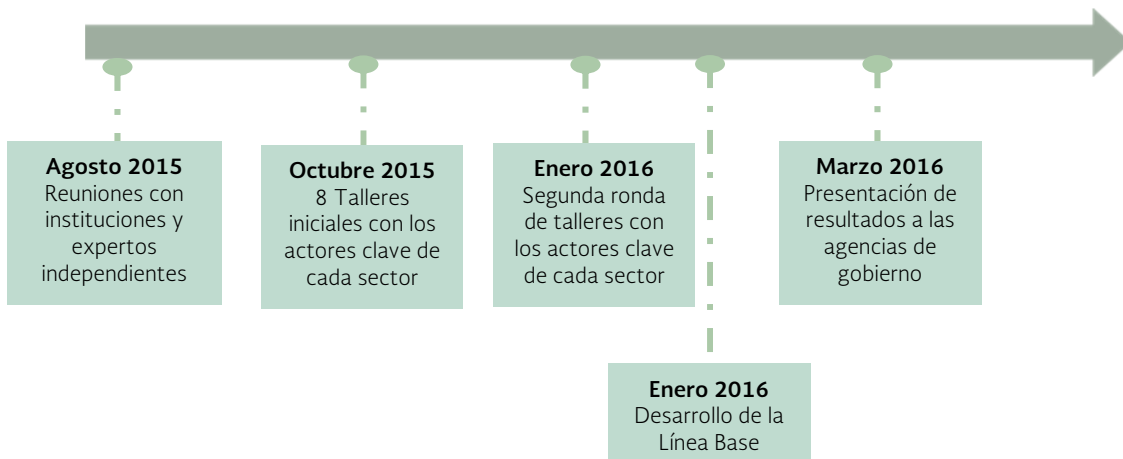 Agosto 2015
Reuniones con
instituciones y
expertos
independientes
Octubre 2015
8 Talleres
iniciales con los
actores clave de
cada sector
Enero 2016
Segunda ronda
de talleres con
los actores clave
de cada sector
Marzo 2016
Presentación de
resultados a las
agencias de
gobierno
Enero 2016
Desarrollo de la
Línea Base